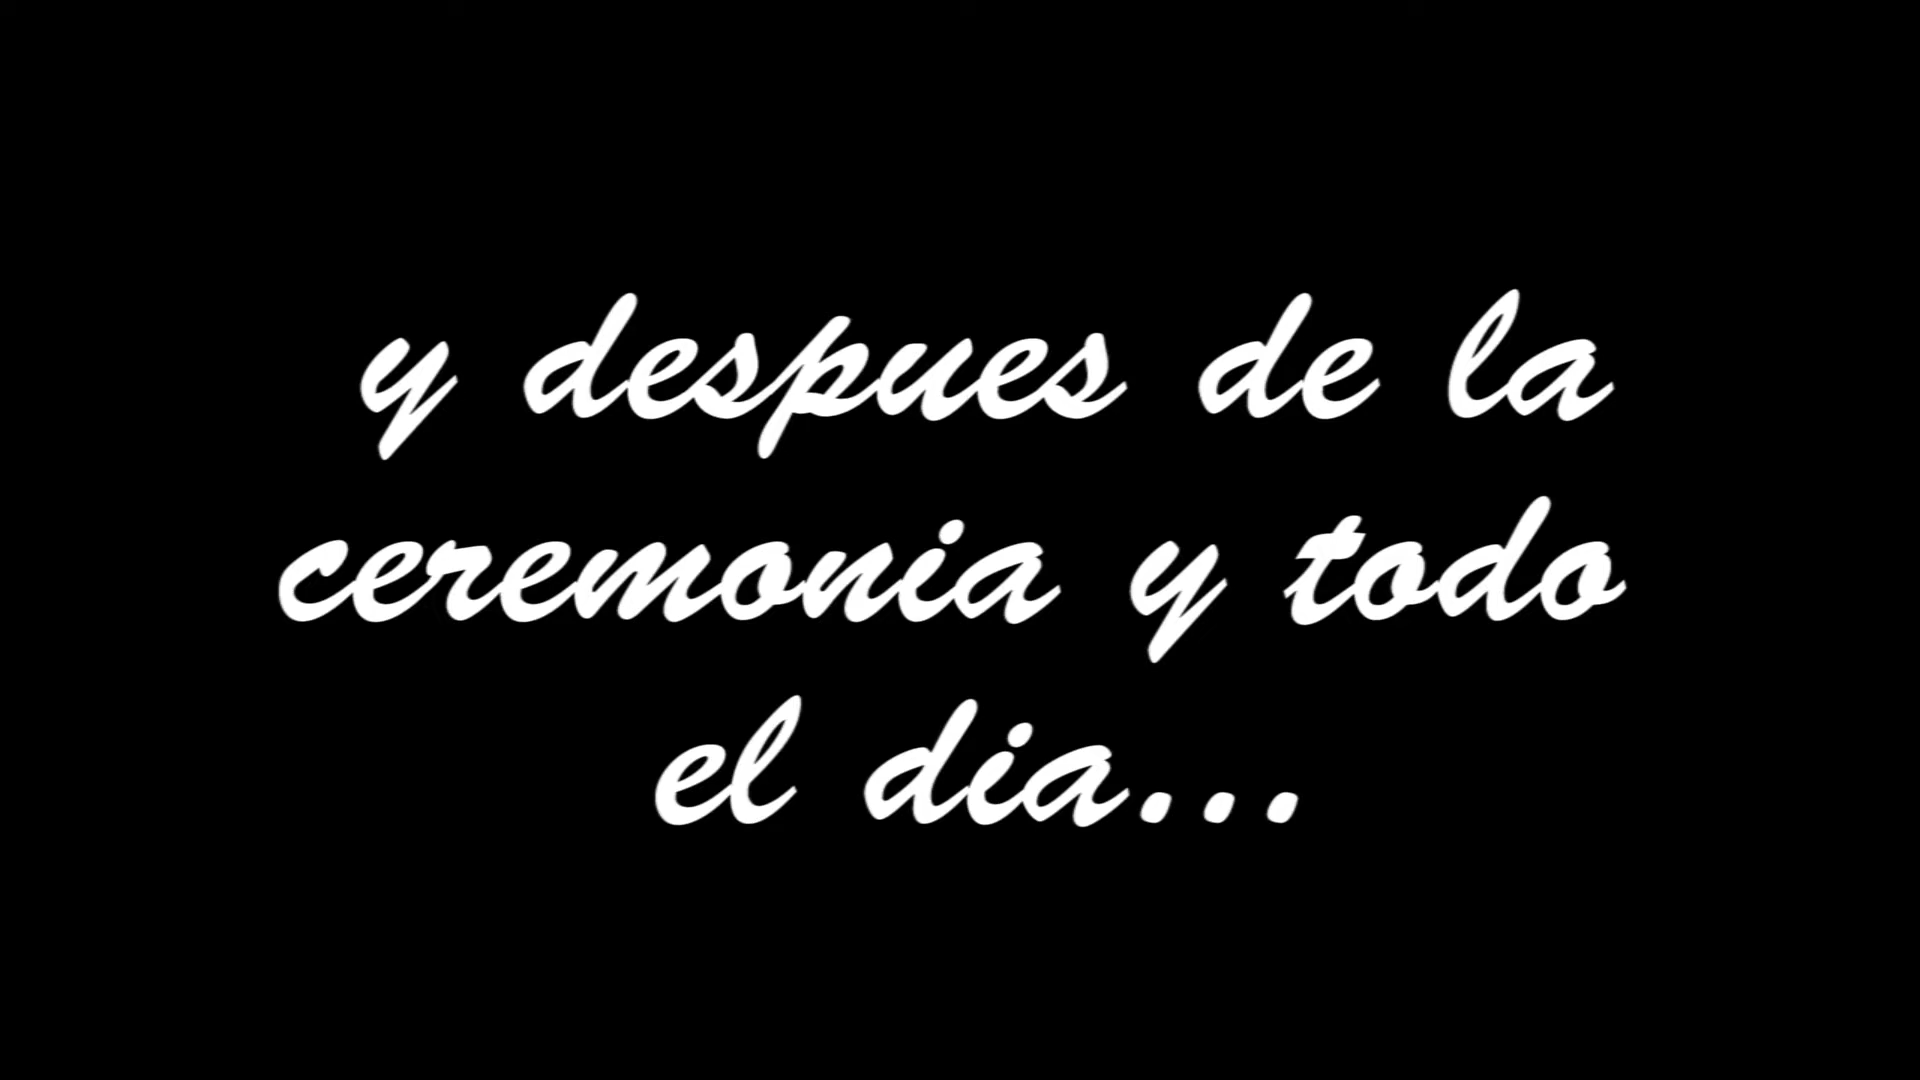 y despues de la
ceremonia y todo
el dia...